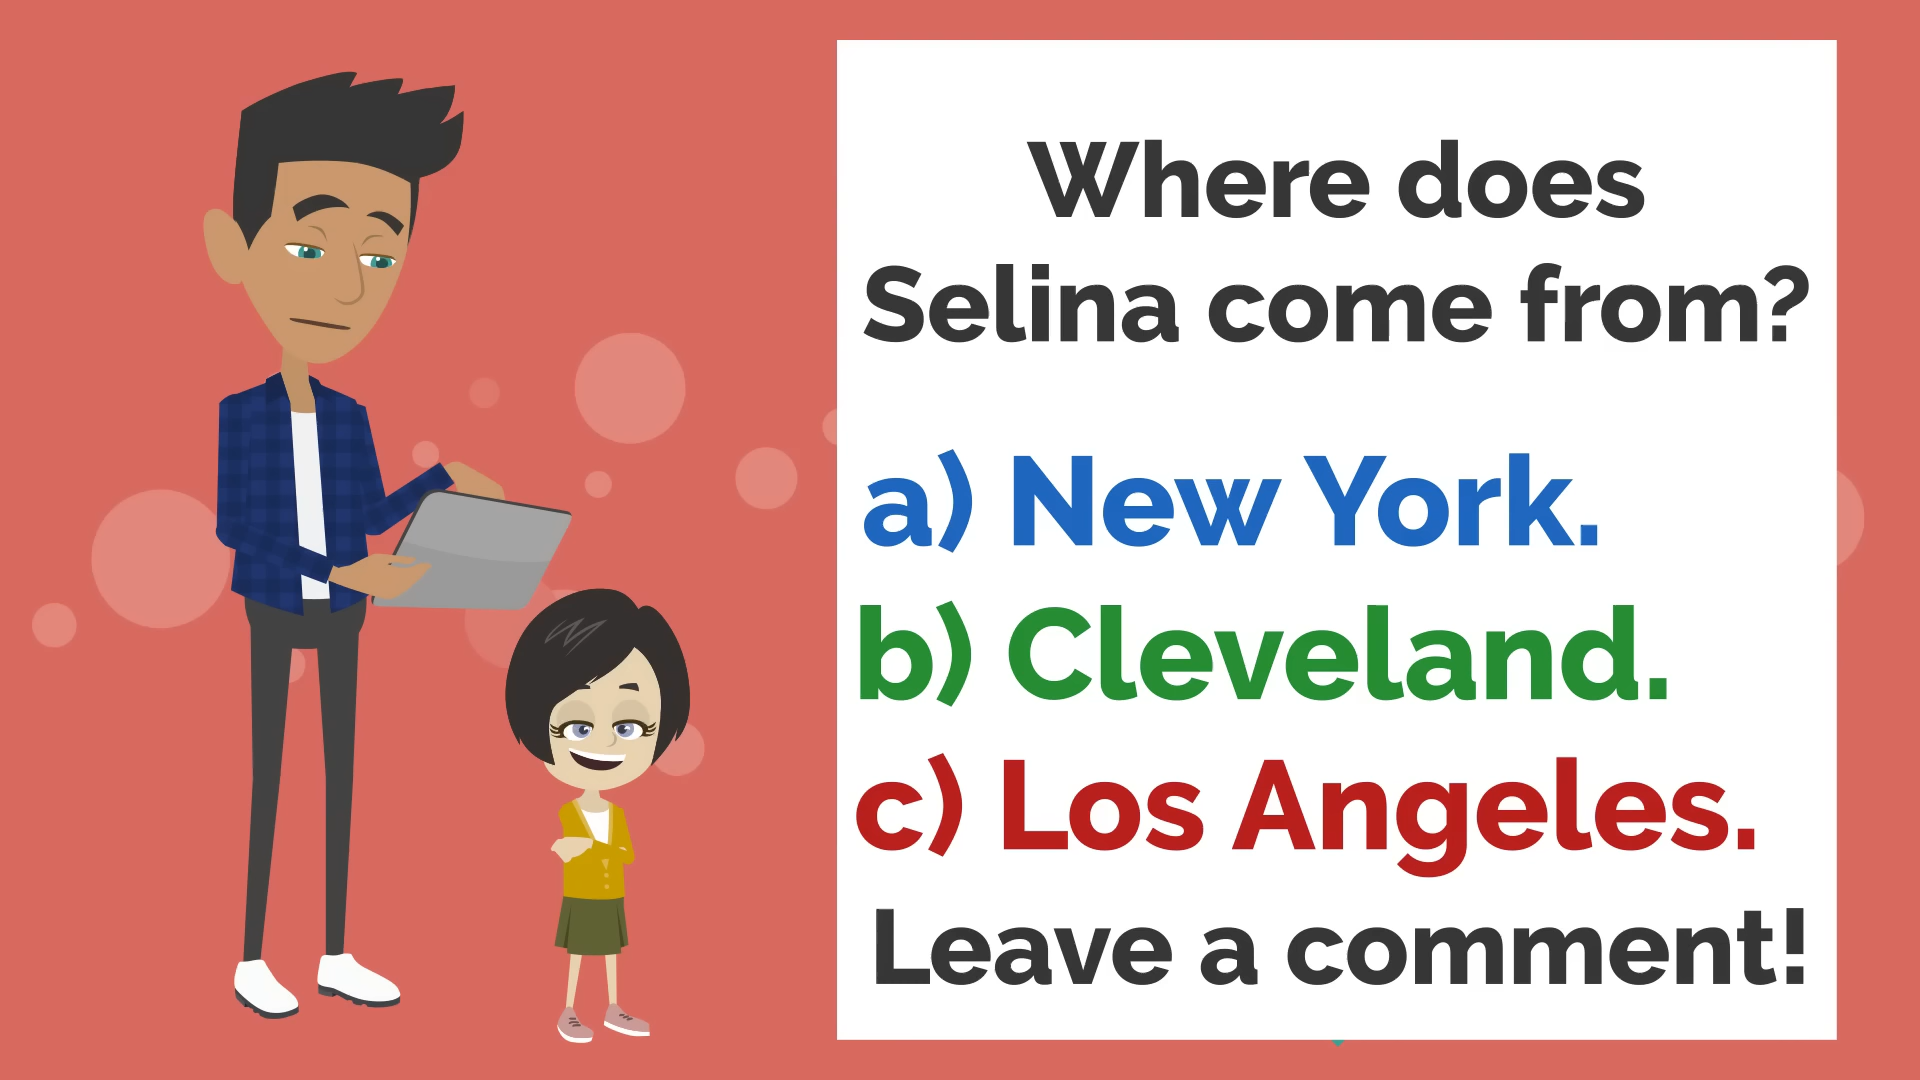 Where does
Selina come from?
a) New York.
b) Cleveland.
c) Los Angeles.
Leave a comment!